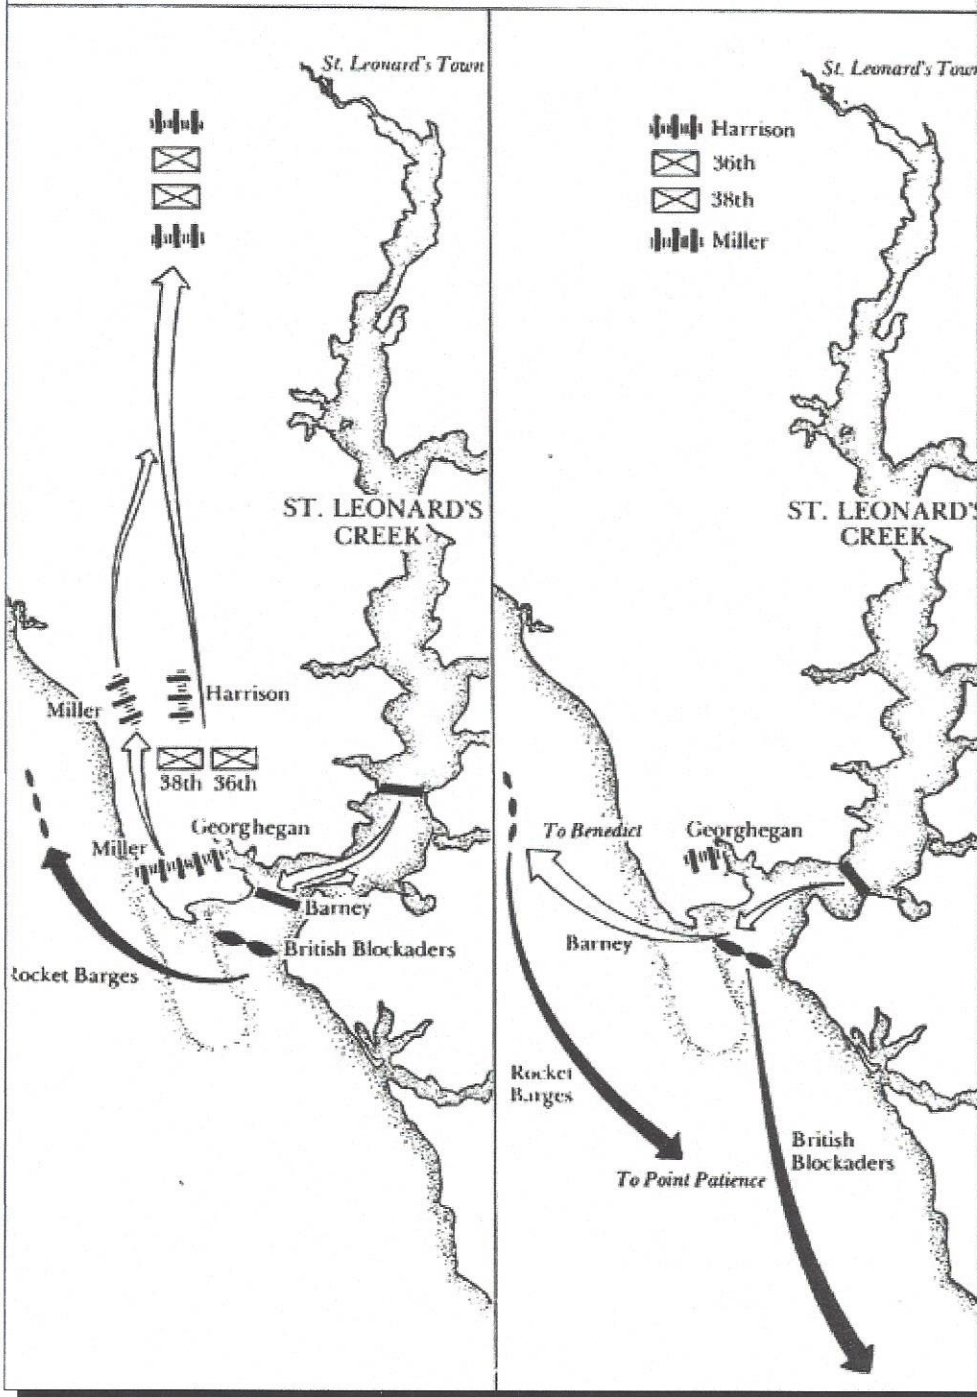 St. Leonard's Town
ST. LEONARD'S
CREEK
Harrison
Miller
38th 36th
Georghegan
Miller
Barney
British Blockaders
Rocket Barges
St. Leonard's Town
Harrison
36th
38th
Miller
ST. LEONARD'S
CREEK
To Benedict
Georghegan
Barney
Rocket
Barges
British
Blockaders
To Point Patience